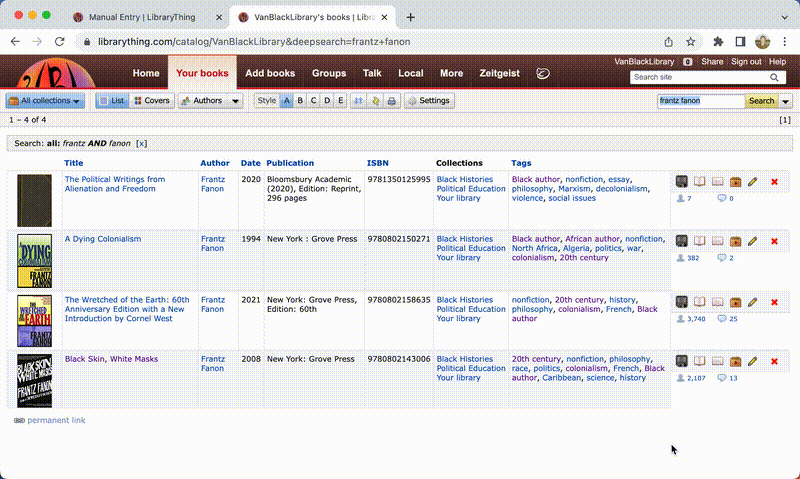 Manual Entry | LibraryThing
VanBlackLibrary's books | Libra
librarything.com/catalog/VanBlackLibrary&deepsearch=frantz+fanon
VanBlackLibrary 0 Share Sign out Help
Home Your books Add books Groups Talk Local More Zeitgeist
Search site
All collections List Covers Authors Style A B C D E Settings
frantz fanon Search
1 – 4 of 4 [1]
Search: all: frantz AND fanon [x]
Title Author Date Publication ISBN Collections Tags
The Political Writings from Frantz 2020 Bloomsbury Academic 9781350125995 Black Histories Black author, nonfiction, essay,
Alienation and Freedom Fanon (2020), Edition: Reprint, Political Education philosophy, Marxism, decolonialism,
296 pages Your library violence, social issues
7 0
A Dying Colonialism Frantz 1994 New York : Grove Press 9780802150271 Black Histories Black author, African author, nonfiction,
Fanon Political Education North Africa, Algeria, politics, war,
Your library colonialism, 20th century
382 2
A DYING
COLONIALISM
FRANTZ
FANON
The Wretched of the Earth: 60th Frantz 2021 New York: Grove Press, 9780802158635 Black Histories nonfiction, 20th century, history,
Anniversary Edition with a New Fanon Edition: 60th Political Education philosophy, colonialism, French, Black
Introduction by Cornel West Your library author
3,740 25
THE
WRETCHED
OF THE
EARTH
FRANTZ
FANON
Black Skin, White Masks Frantz 2008 New York: Grove Press 9780802143006 Black Histories 20th century, nonfiction, philosophy,
Fanon Political Education race, politics, colonialism, French, Black
Your library author, Caribbean, science, history
2,107 13
BLACK SKIN,
WHITE MASKS
FRANTZ
FANON
permanent link